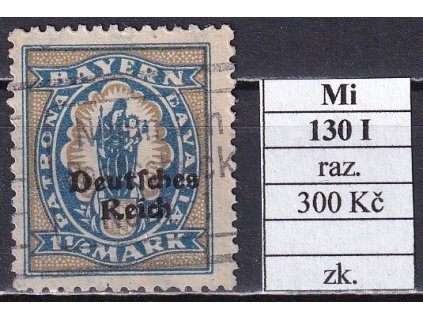 BAYERN
PATRONA
BAVARIAE
Deutsches
Reich
1½ MARK
Mi
130 I
raz.
300 Kč
zk.